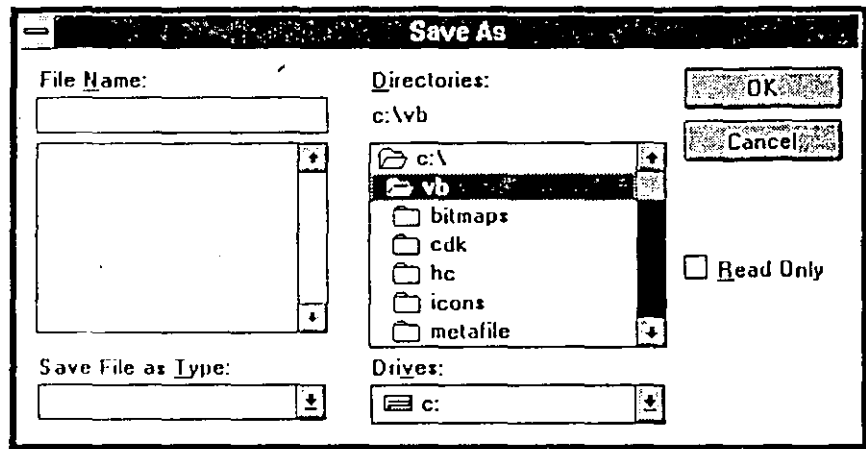 Save As
File Name:
Directories:
c:\vb
OK
Cancel
c:\
vb
bitmaps
cdk
hc
icons
metafile
Read Only
Save File as Type:
Drives:
c: